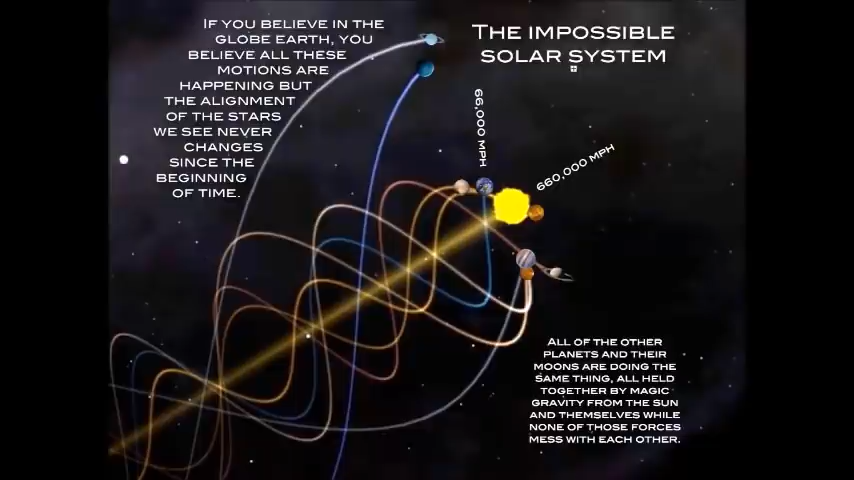 IF YOU BELIEVE IN THE
GLOBE EARTH, YOU
BELIEVE ALL THESE
MOTIONS ARE
HAPPENING BUT
THE ALIGNMENT
OF THE STARS
WE SEE NEVER
CHANGES
SINCE THE
BEGINNING
OF TIME.
THE IMPOSSIBLE
SOLAR SYSTEM
66,000 MPH
660,000 MPH
ALL OF THE OTHER
PLANETS AND THEIR
MOONS ARE DOING THE
SAME THING, ALL HELD
TOGETHER BY MAGIC
GRAVITY FROM THE SUN
AND THEMSELVES WHILE
NONE OF THOSE FORCES
MESS WITH EACH OTHER.